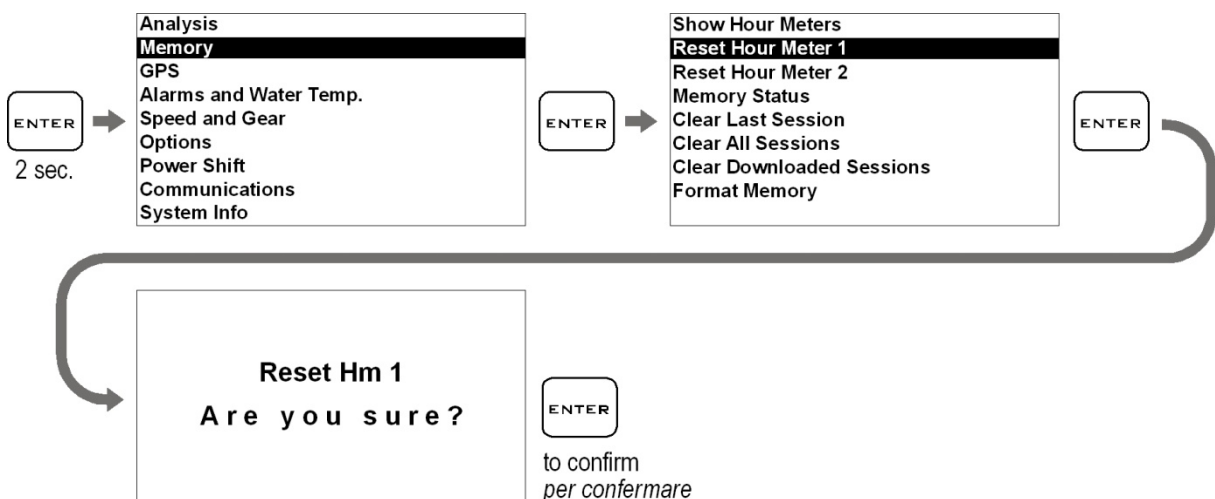 ENTER
2 sec.
Analysis
Memory
GPS
Alarms and Water Temp.
Speed and Gear
Options
Power Shift
Communications
System Info
ENTER
Show Hour Meters
Reset Hour Meter 1
Reset Hour Meter 2
Memory Status
Clear Last Session
Clear All Sessions
Clear Downloaded Sessions
Format Memory
ENTER
Reset Hm 1
Are you sure?
ENTER
to confirm
per confermare